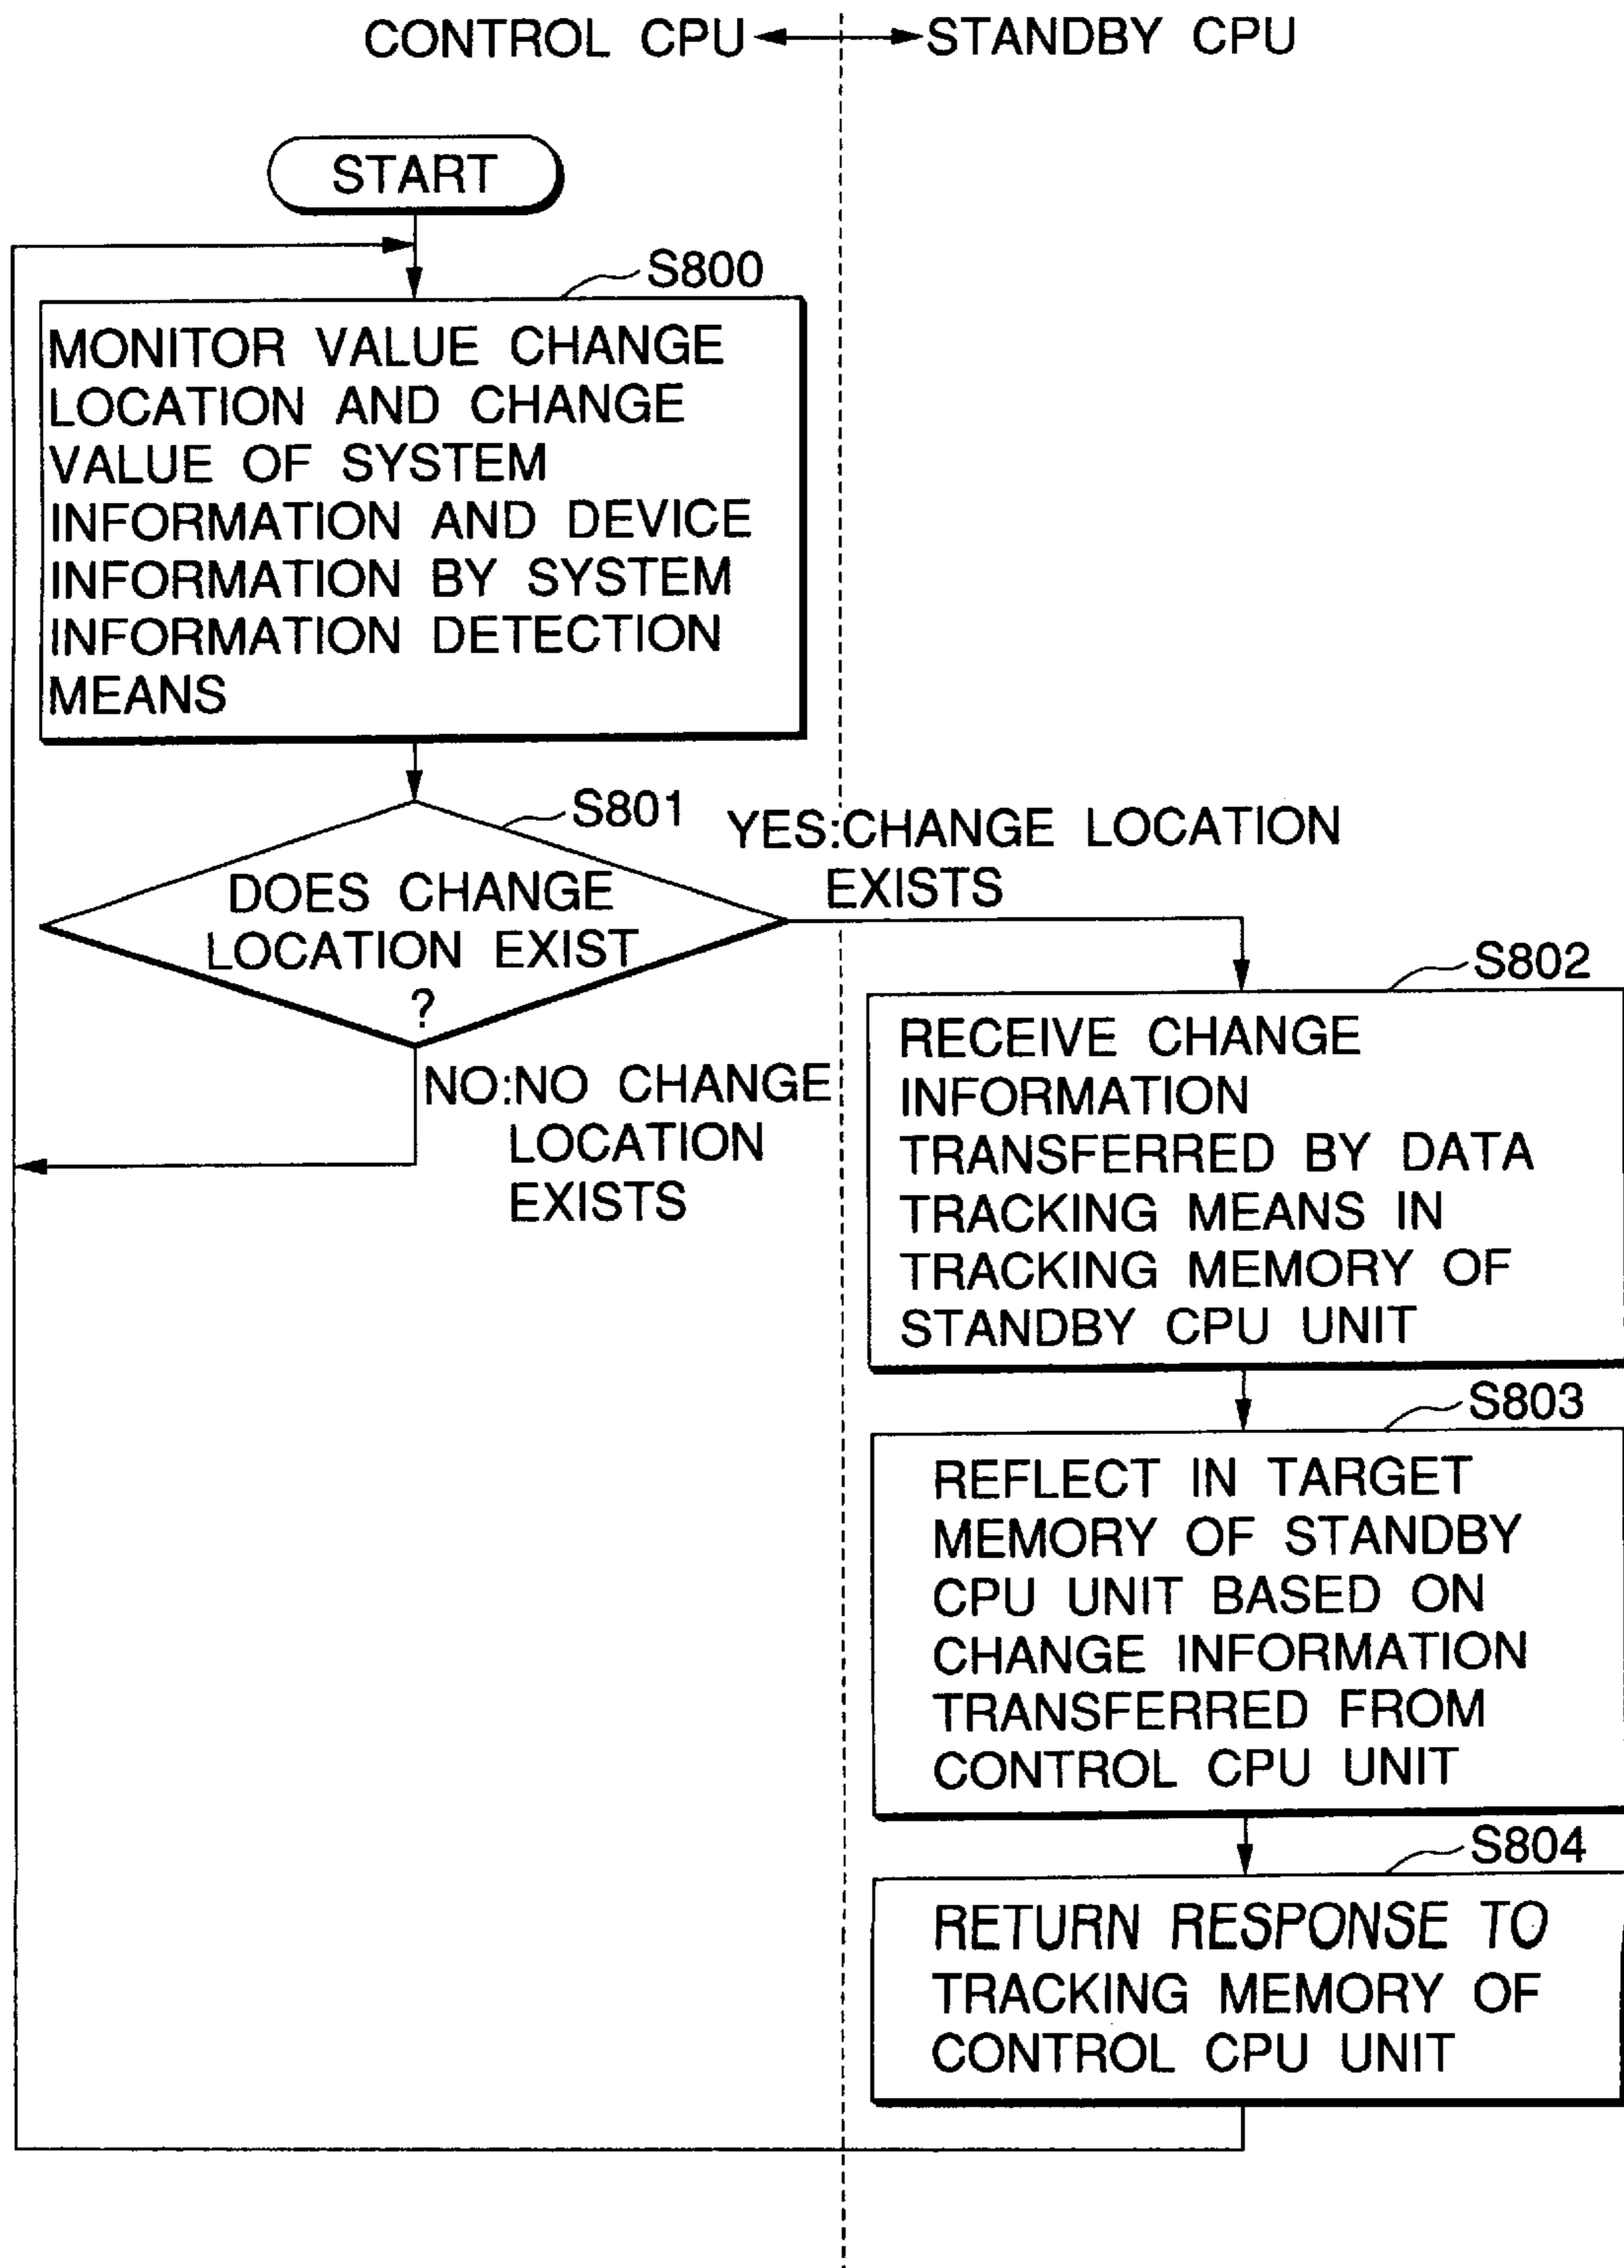 CONTROL CPU
STANDBY CPU
START
S800
MONITOR VALUE CHANGE
LOCATION AND CHANGE
VALUE OF SYSTEM
INFORMATION AND DEVICE
INFORMATION BY SYSTEM
INFORMATION DETECTION
MEANS
S801
DOES CHANGE
LOCATION EXIST
?
YES:CHANGE LOCATION
EXISTS
NO:NO CHANGE
LOCATION
EXISTS
S802
RECEIVE CHANGE
INFORMATION
TRANSFERRED BY DATA
TRACKING MEANS IN
TRACKING MEMORY OF
STANDBY CPU UNIT
S803
REFLECT IN TARGET
MEMORY OF STANDBY
CPU UNIT BASED ON
CHANGE INFORMATION
TRANSFERRED FROM
CONTROL CPU UNIT
S804
RETURN RESPONSE TO
TRACKING MEMORY OF
CONTROL CPU UNIT